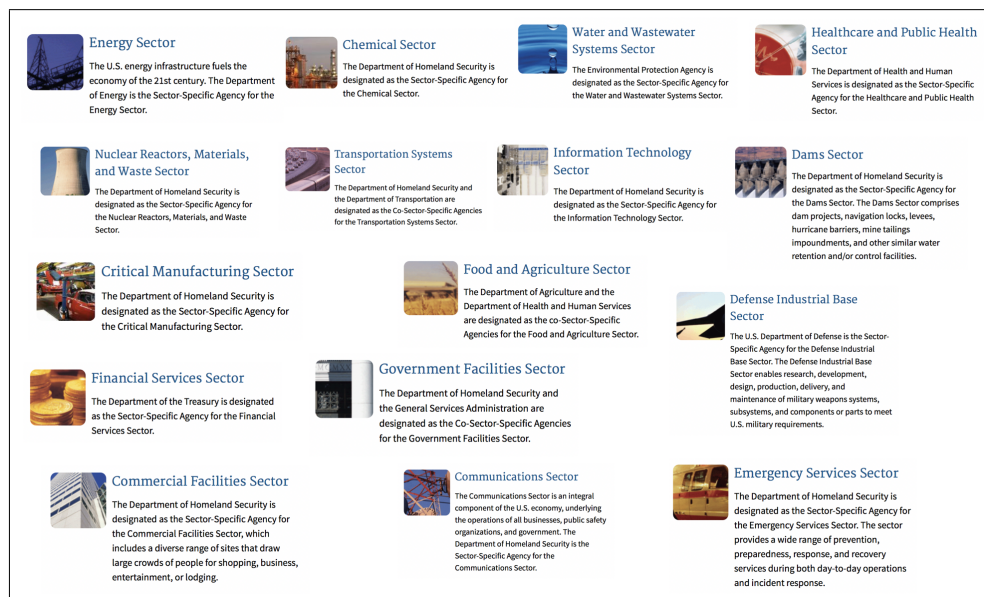 Energy Sector
The U.S. energy infrastructure fuels the
economy of the 21st century. The Department
of Energy is the Sector-Specific Agency for the
Energy Sector.
Chemical Sector
The Department of Homeland Security is
designated as the Sector-Specific Agency for
the Chemical Sector.
Water and Wastewater
Systems Sector
The Environmental Protection Agency is
designated as the Sector-Specific Agency for
the Water and Wastewater Systems Sector.
Healthcare and Public Health
Sector
The Department of Health and Human
Services is designated as the Sector-Specific
Agency for the Healthcare and Public Health
Sector.
Nuclear Reactors, Materials,
and Waste Sector
The Department of Homeland Security is
designated as the Sector-Specific Agency for
the Nuclear Reactors, Materials, and Waste
Sector.
Transportation Systems
Sector
The Department of Homeland Security and
the Department of Transportation are
designated as the Co-Sector-Specific Agencies
for the Transportation Systems Sector.
Information Technology
Sector
The Department of Homeland Security is
designated as the Sector-Specific Agency for
the Information Technology Sector.
Dams Sector
The Department of Homeland Security is
designated as the Sector-Specific Agency for
the Dams Sector. The Dams Sector comprises
dam projects, navigation locks, levees,
hurricane barriers, mine tailings
impoundments, and other similar water
retention and/or control facilities.
Critical Manufacturing Sector
The Department of Homeland Security is
designated as the Sector-Specific Agency for
the Critical Manufacturing Sector.
Food and Agriculture Sector
The Department of Agriculture and the
Department of Health and Human Services
are designated as the co-Sector-Specific
Agencies for the Food and Agriculture Sector.
Defense Industrial Base
Sector
The U.S. Department of Defense is the Sector-
Specific Agency for the Defense Industrial
Base Sector. The Defense Industrial Base
Sector enables research, development,
design, production, delivery, and
maintenance of military weapons systems,
subsystems, and components or parts to meet
U.S. military requirements.
Financial Services Sector
The Department of the Treasury is designated
as the Sector-Specific Agency for the Financial
Services Sector.
Government Facilities Sector
The Department of Homeland Security and
the General Services Administration are
designated as the Co-Sector-Specific Agencies
for the Government Facilities Sector.
Commercial Facilities Sector
The Department of Homeland Security is
designated as the Sector-Specific Agency for
the Commercial Facilities Sector, which
includes a diverse range of sites that draw
large crowds of people for shopping, business,
entertainment, or lodging.
Communications Sector
The Communications Sector is an integral
component of the U.S. economy, underlying
the operations of all businesses, public safety
organizations, and government. The
Department of Homeland Security is the
Sector-Specific Agency for the
Communications Sector.
Emergency Services Sector
The Department of Homeland Security is
designated as the Sector-Specific Agency for
the Emergency Services Sector. The sector
provides a wide range of prevention,
preparedness, response, and recovery
services during both day-to-day operations
and incident response.